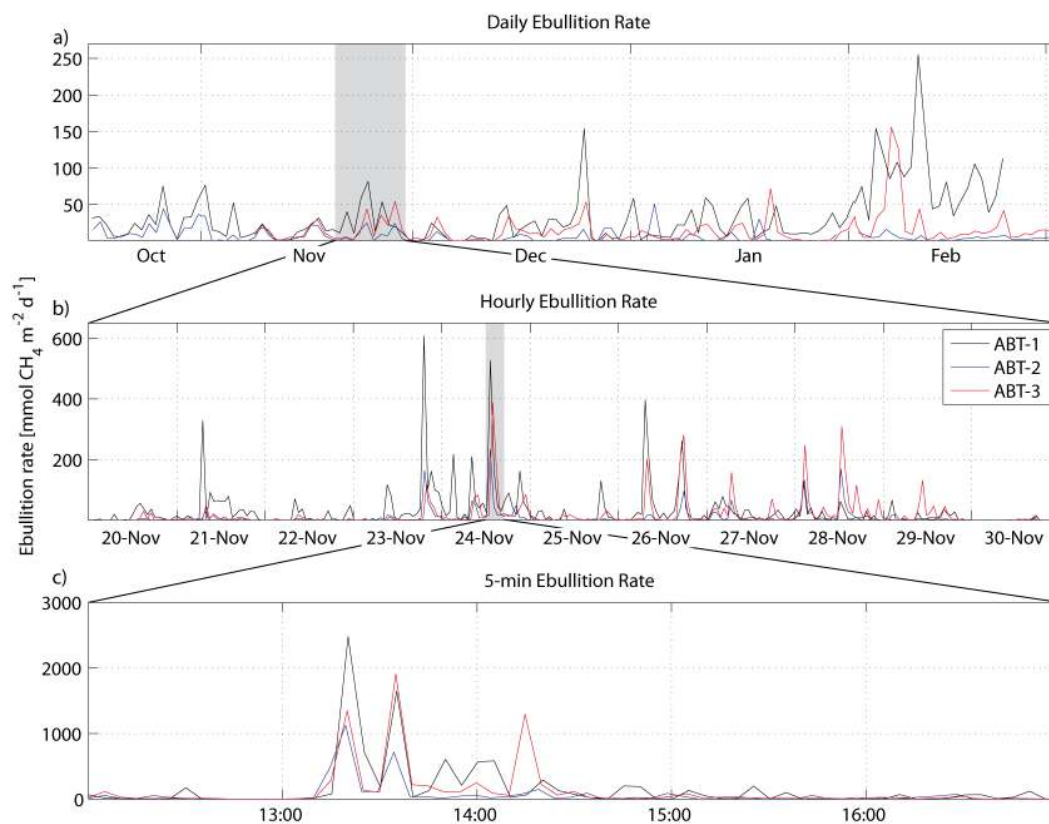 Daily Ebullition Rate
a)
250
200
150
100
50
Oct Nov Dec Jan Feb
Ebullition rate [mmol CH4 m-2 d-1]
Hourly Ebullition Rate
b)
600
400
200
ABT-1
ABT-2
ABT-3
20-Nov 21-Nov 22-Nov 23-Nov 24-Nov 25-Nov 26-Nov 27-Nov 28-Nov 29-Nov 30-Nov
5-min Ebullition Rate
c)
3000
2000
1000
0
13:00 14:00 15:00 16:00